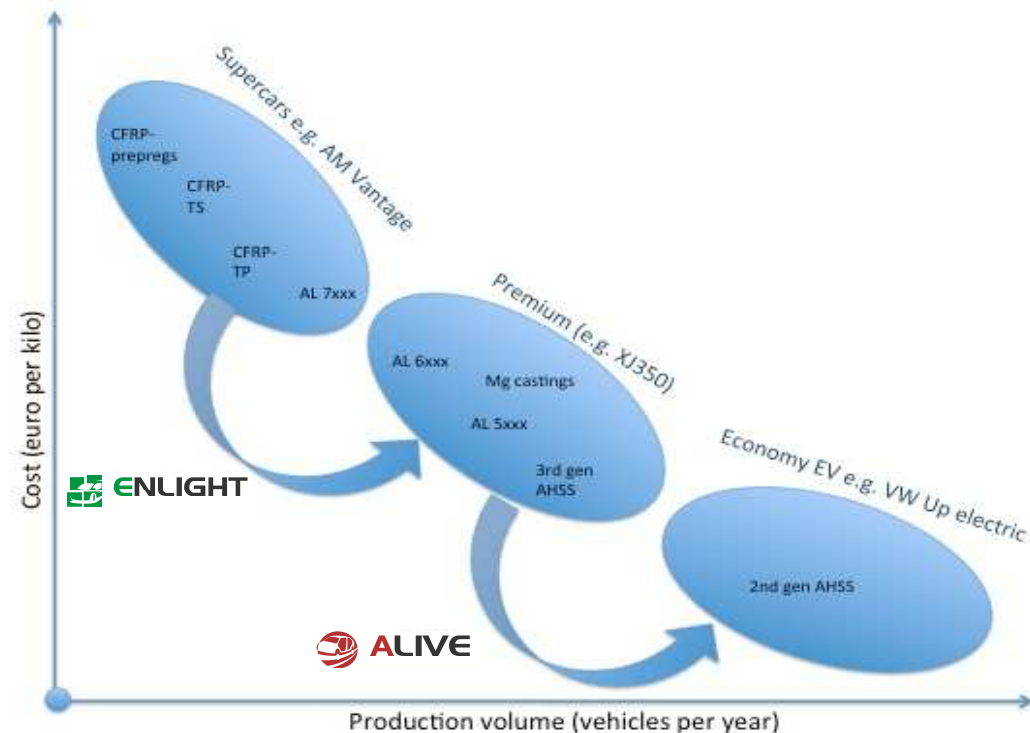 Supercars e.g. AM Vantage
CFRP-
prepregs
CFRP-
TS
CFRP-
TP
AL 7xxx
Premium (e.g. XJ350)
AL 6xxx
Mg castings
AL 5xxx
3rd gen
AHSS
Economy EV e.g. VW Up electric
2nd gen AHSS
ENLIGHT
ALIVE
Cost (euro per kilo)
Production volume (vehicles per year)